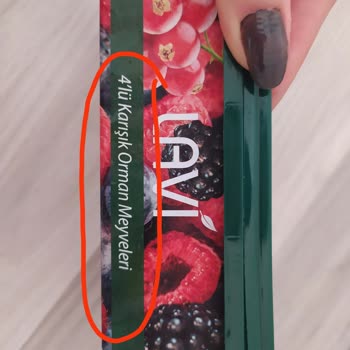 LAVİ
4'lü Karışık Orman Meyveleri